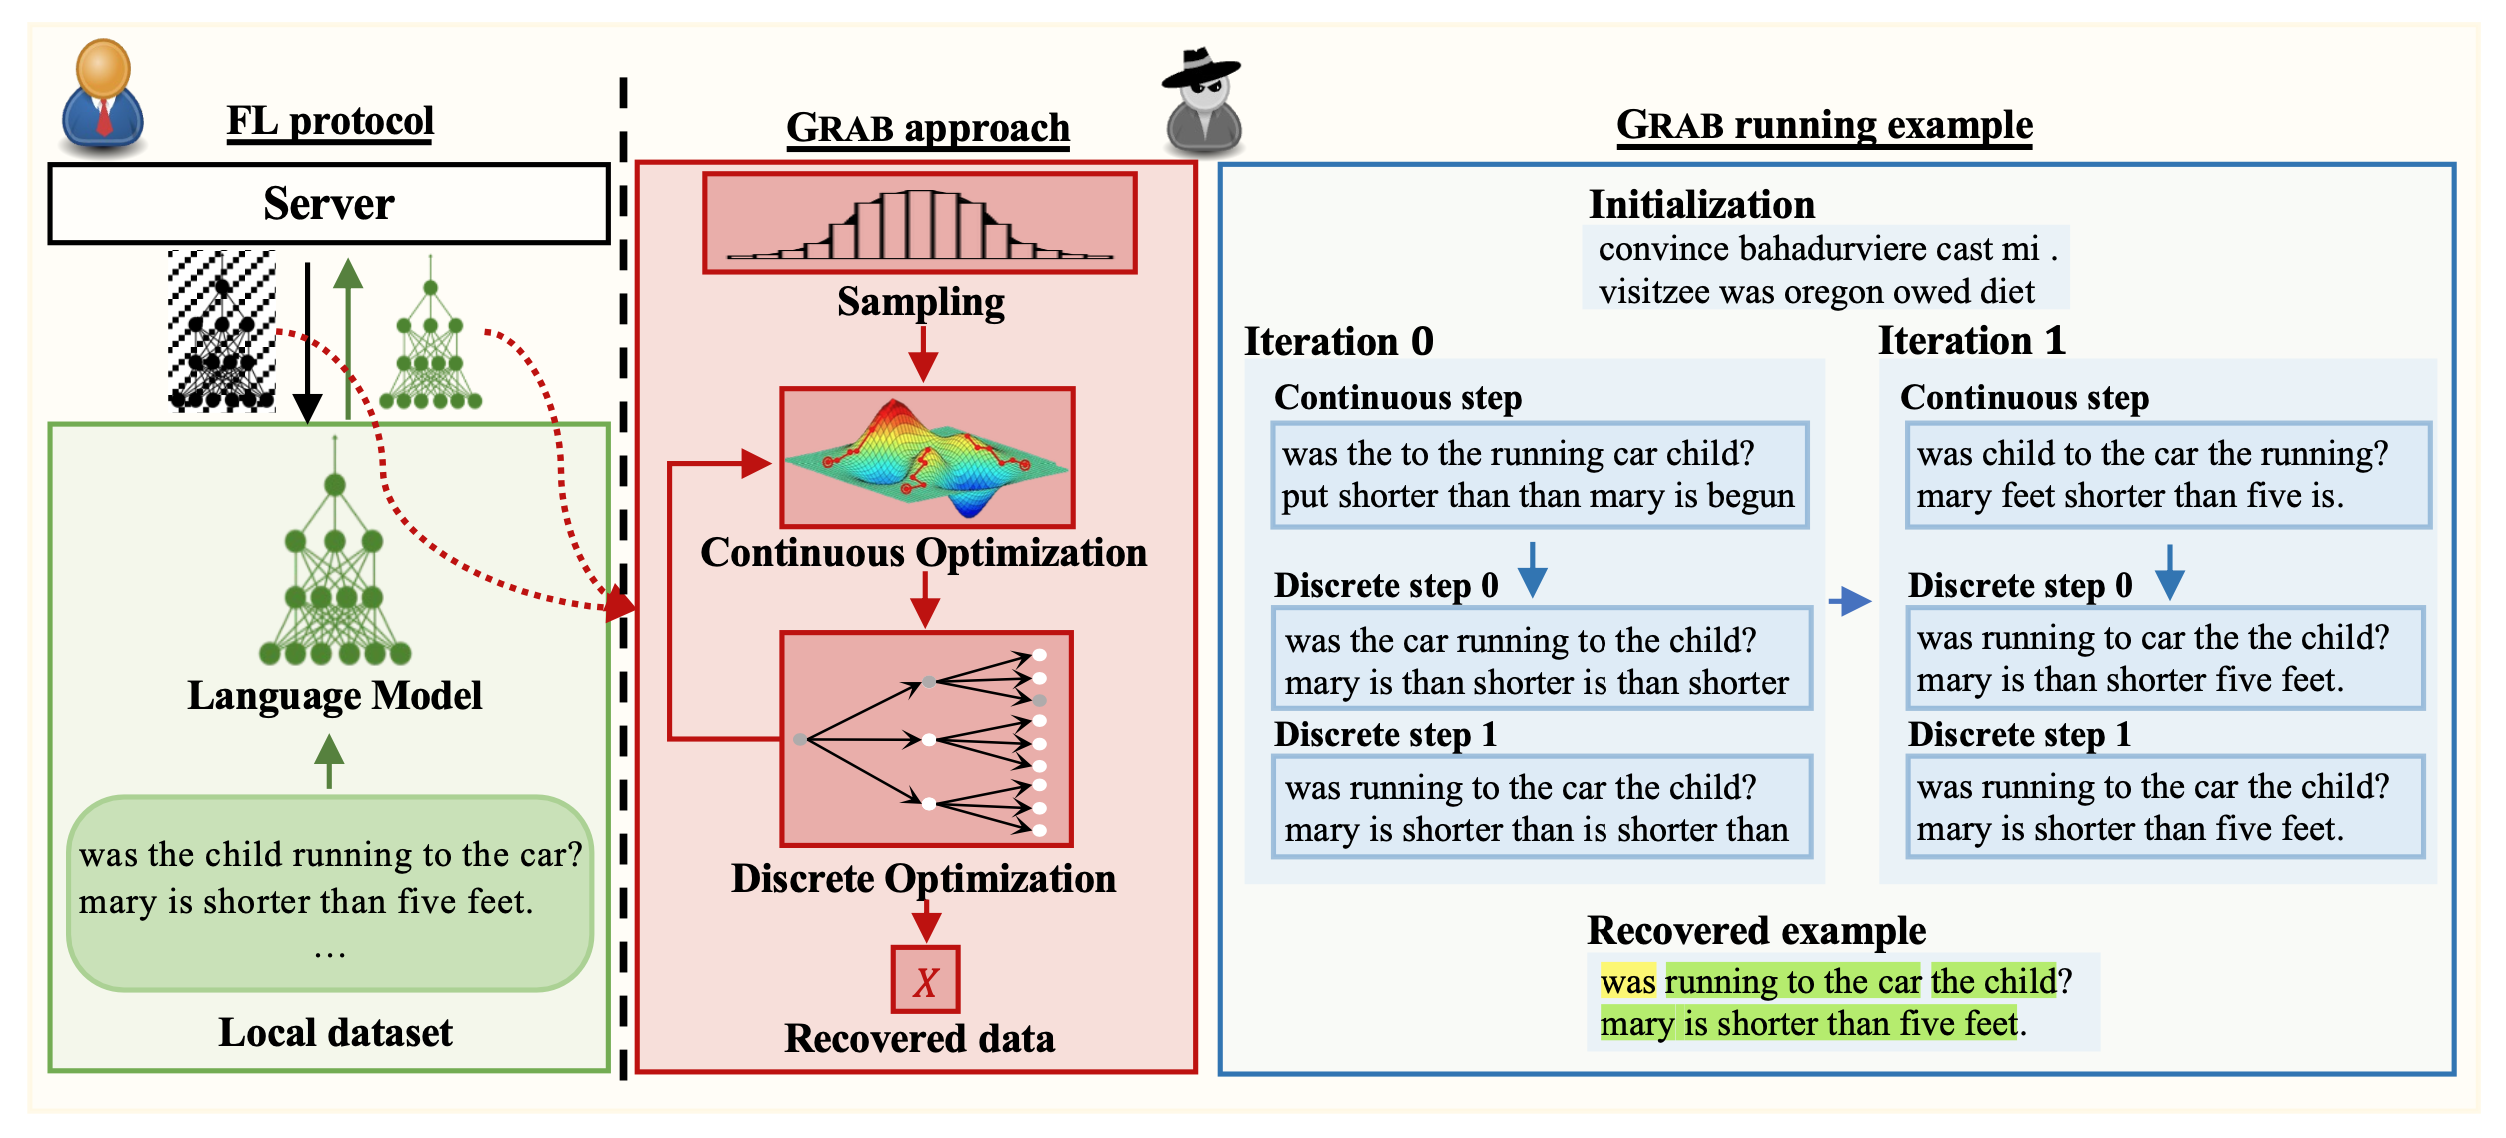 FL protocol
Server
Language Model
was the child running to the car?
mary is shorter than five feet.
...
Local dataset
GRAB approach
Sampling
Continuous Optimization
Discrete Optimization
X
Recovered data
GRAB running example
Initialization
convince bahadurviere cast mi .
visitzee was oregon owed diet
Iteration 0
Continuous step
was the to the running car child?
put shorter than than mary is begun
Discrete step 0
was the car running to the child?
mary is than shorter is than shorter
Discrete step 1
was running to the car the child?
mary is shorter than is shorter than
Iteration 1
Continuous step
was child to the car the running?
mary feet shorter than five is.
Discrete step 0
was running to car the the child?
mary is than shorter five feet.
Discrete step 1
was running to the car the child?
mary is shorter than five feet.
Recovered example
was running to the car the child?
mary is shorter than five feet.